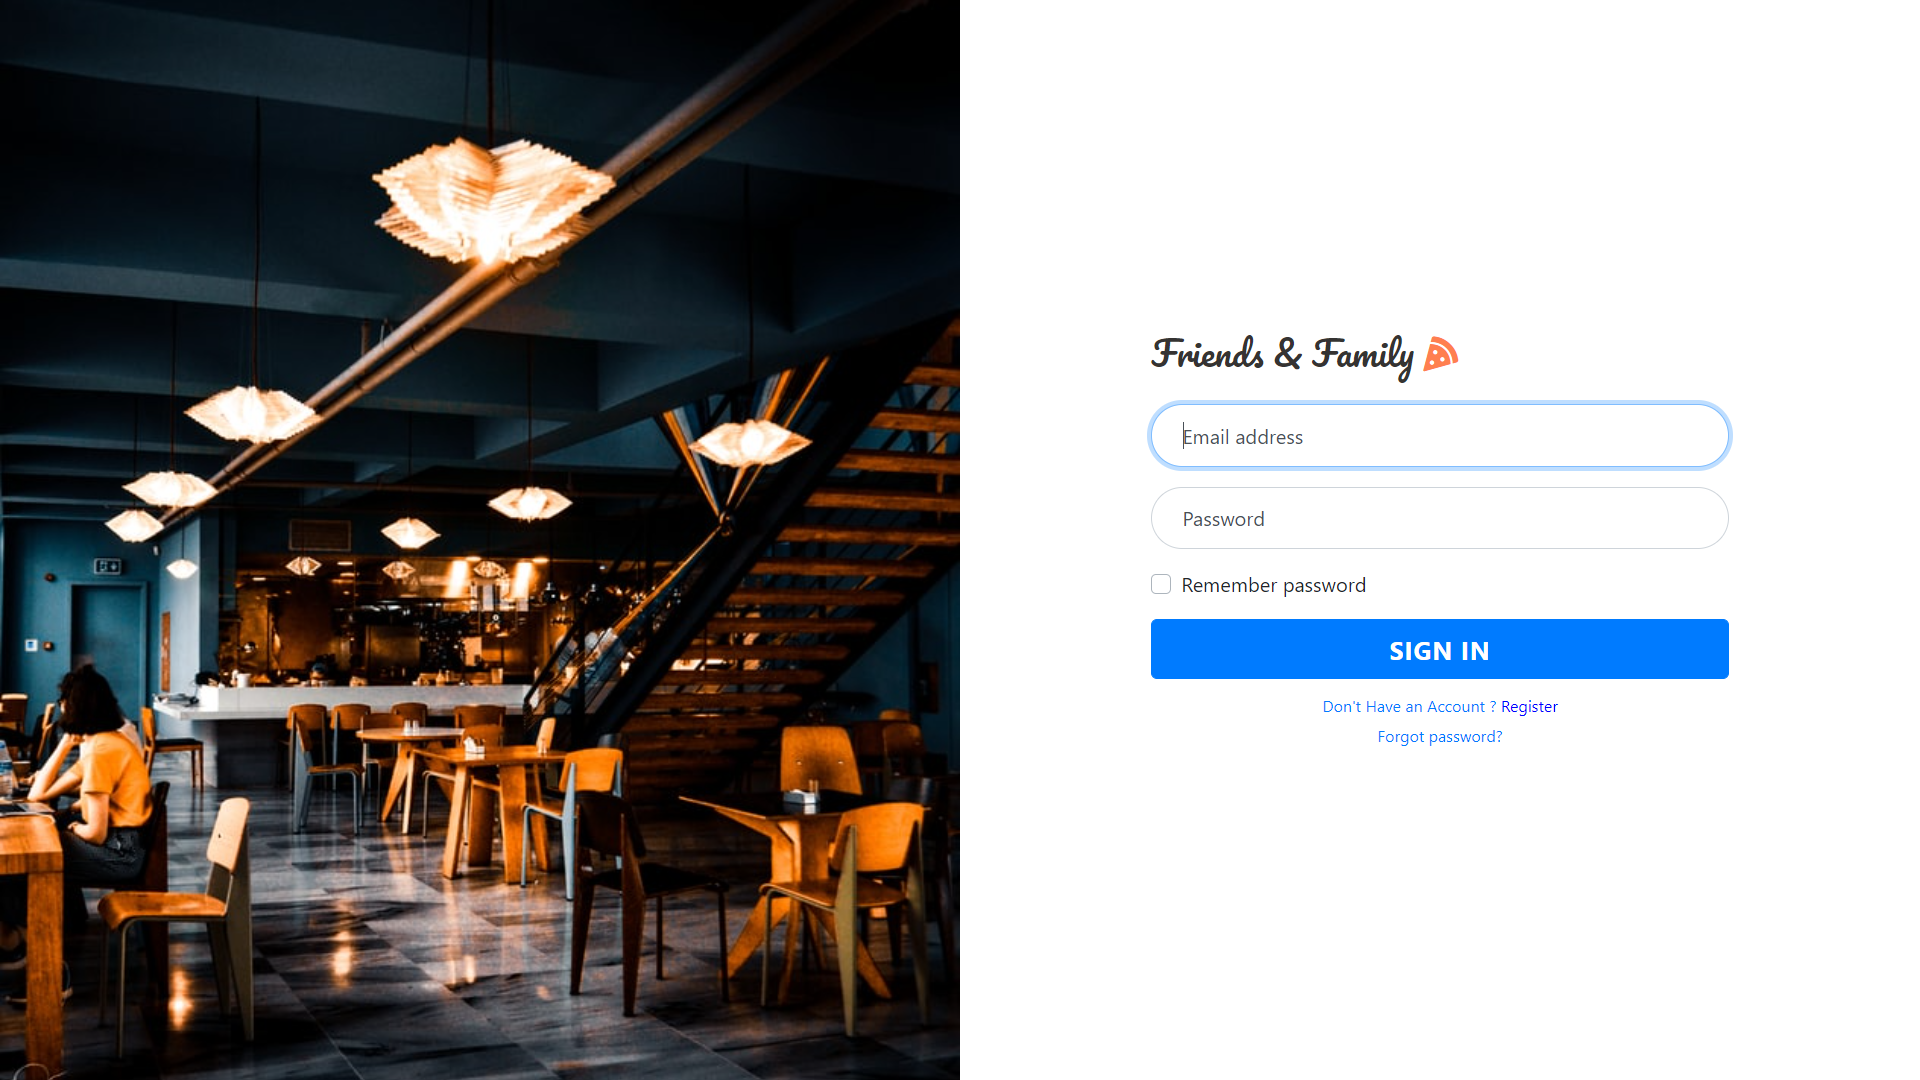 Friends & Family
Email address
Password
Remember password
SIGN IN
Don't Have an Account ? Register
Forgot password?